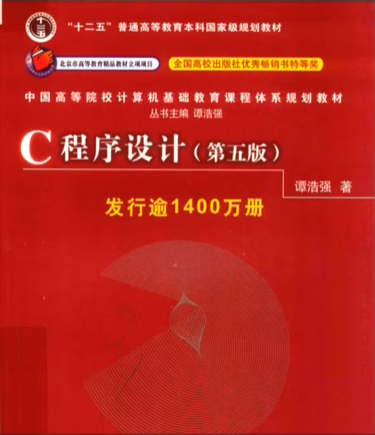 "十二五"普通高等教育本科国家级规划教材
北京市高等教育精品教材立项项目
全国高校出版社优秀畅销书特等奖
中国高等院校计算机基础教育课程体系规划教材
丛书主编 谭浩强
C程序设计(第五版)
谭浩强 著
发行逾1400万册